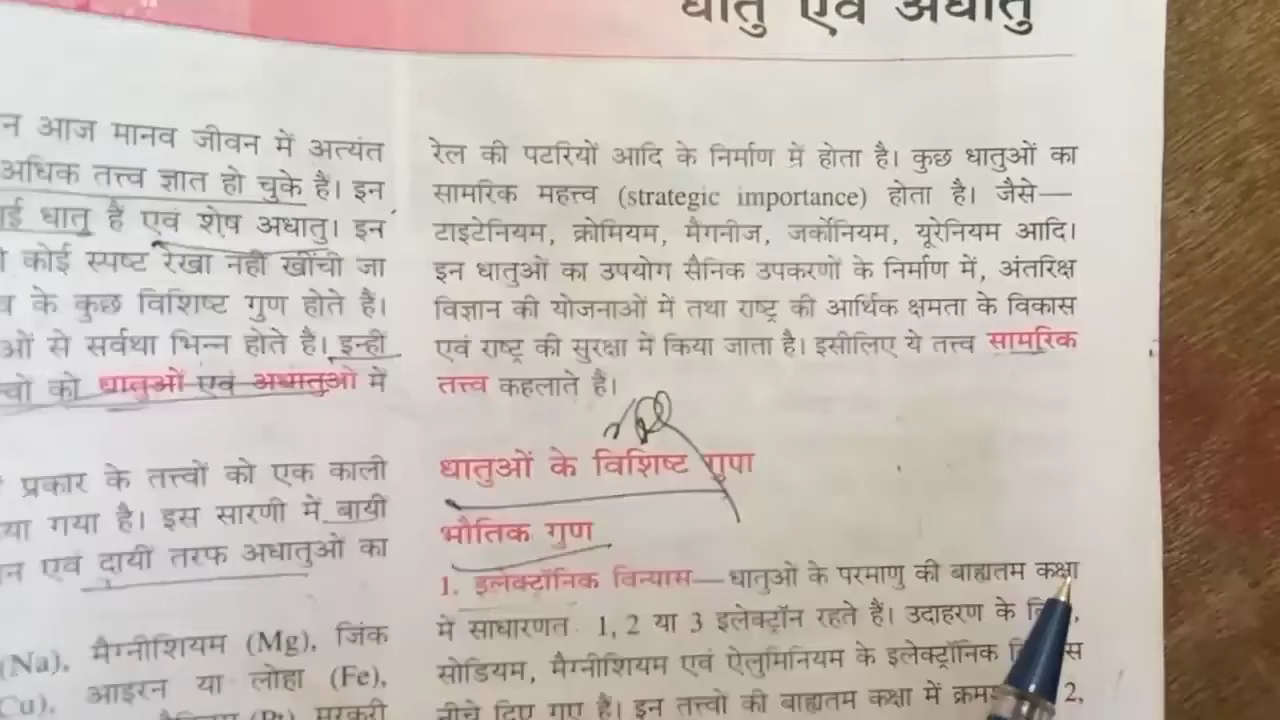 धातु एवं अधातु
न आज मानव जीवन में अत्यंत
अधिक तत्त्व ज्ञात हो चुके हैं। इन
ई धातु हैं एवं शेष अधातु। इन
कोई स्पष्ट रेखा नहीं खींची जा
के कुछ विशिष्ट गुण होते हैं।
ओं से सर्वथा भिन्न होते हैं। इन्हीं
को धातुओं एवं अधातुओं में
प्रकार के तत्त्वों को एक काली
या गया है। इस सारणी में बायीं
एवं दायीं तरफ अधातुओं का
(Na), मैग्नीशियम (Mg), जिंक
Cu), आइरन या लोहा (Fe),
मरकरी
रेल की पटरियों आदि के निर्माण में होता है। कुछ धातुओं का
सामरिक महत्त्व (strategic importance) होता है। जैसे—
टाइटेनियम, क्रोमियम, मैंगनीज, जर्कोनियम, यूरेनियम आदि।
इन धातुओं का उपयोग सैनिक उपकरणों के निर्माण में, अंतरिक्ष
विज्ञान की योजनाओं में तथा राष्ट्र की आर्थिक क्षमता के विकास
एवं राष्ट्र की सुरक्षा में किया जाता है। इसीलिए ये तत्त्व सामरिक
तत्त्व कहलाते हैं।
धातुओं के विशिष्ट गुण
भौतिक गुण
1. इलेक्ट्रॉनिक विन्यास—धातुओं के परमाणु की बाह्यतम कक्षा
में साधारणतः 1, 2 या 3 इलेक्ट्रॉन रहते हैं। उदाहरण के
सोडियम, मैग्नीशियम एवं ऐलुमिनियम के इलेक्ट्रॉनिक
नीचे दिए गए हैं। इन तत्त्वों की बाह्यतम कक्षा में 2,